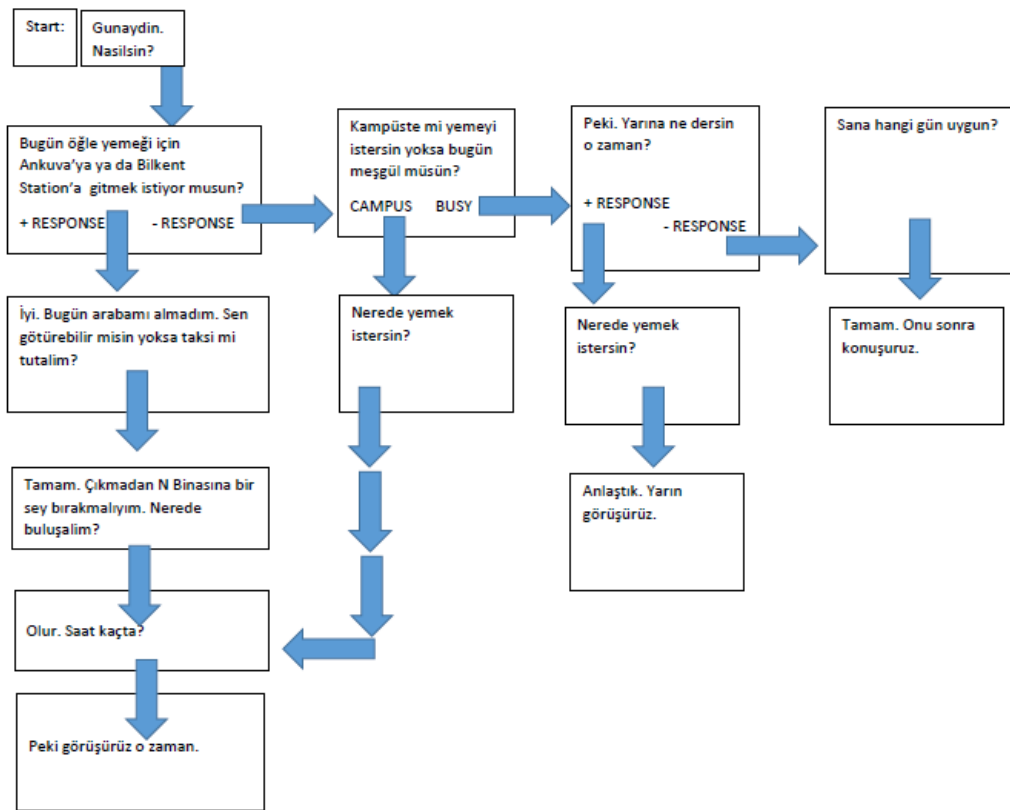 Start:
Gunaydin.
Nasilsin?
Bugün öğle yemeği için
Ankuva'ya ya da Bilkent
Station'a gitmek istiyor musun?
+ RESPONSE - RESPONSE
Kampüste mi yemeyi
istersin yoksa bugün
meşgül müsün?
CAMPUS BUSY
Peki. Yarına ne dersin
o zaman?
+ RESPONSE
- RESPONSE
Sana hangi gün uygun?
İyi. Bugün arabamı almadım. Sen
götürebilir misin yoksa taksi mi
tutalim?
Nerede yemek
istersin?
Nerede yemek
istersin?
Tamam. Onu sonra
konuşuruz.
Tamam. Çıkmadan N Binasına bir
sey bırakmalıyım. Nerede
buluşalim?
Anlaştık. Yarın
görüşürüz.
Olur. Saat kaçta?
Peki görüşürüz o zaman.